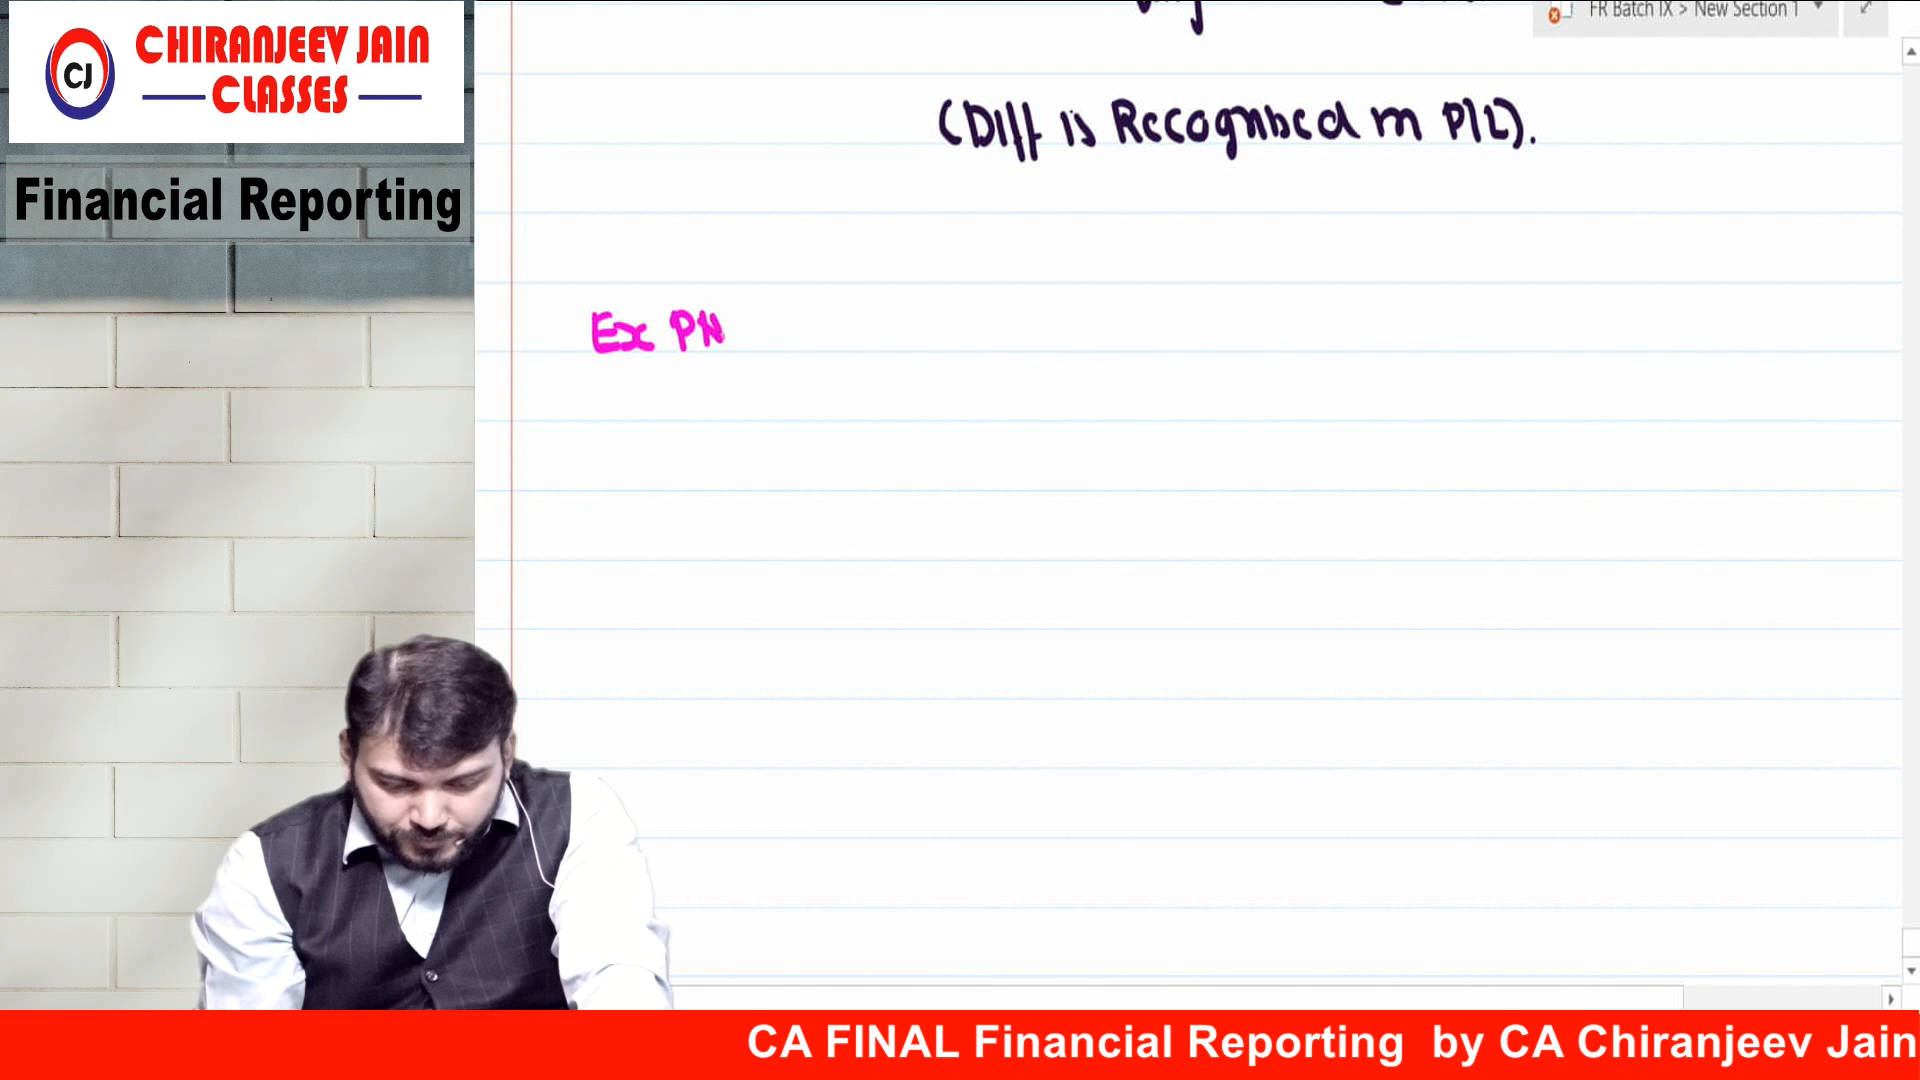 CHIRANJEEV JAIN
CJ
CLASSES
Financial Reporting
FR Batch IX > New Section 1
(Diff is Recognised in P/L).
Ex PN
CA FINAL Financial Reporting by CA Chiranjeev Jain